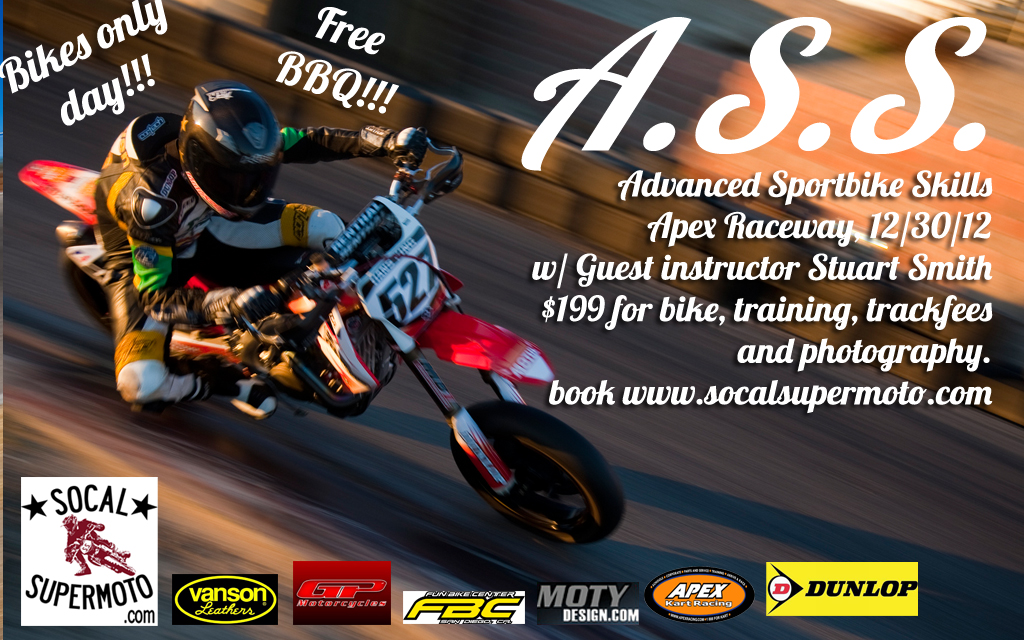 Bikes only
day!!!
Free
BBQ!!!
A.S.S.
Advanced Sportbike Skills
Apex Raceway, 12/30/12
w/ Guest instructor Stuart Smith
$199 for bike, training, trackfees
and photography.
book www.socalsupermoto.com
527
SOCAL
SUPERMOTO
.com
vanson
Leathers
GP
Motorcycles
FUN BIKE CENTER
FBC
SAN DIEGO, CA.
MOTY
DESIGN.COM
APEX
Kart Racing
D DUNLOP